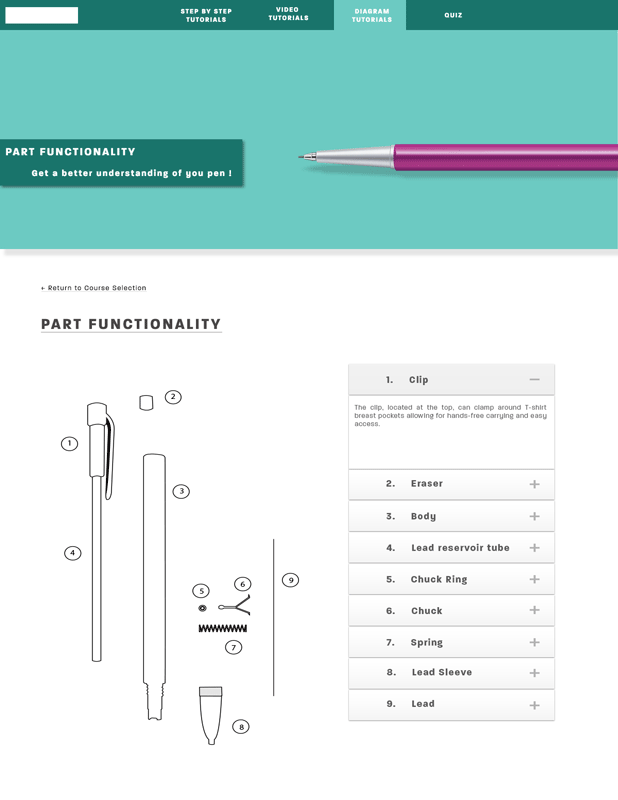 STEP BY STEP
TUTORIALS
VIDEO
TUTORIALS
DIAGRAM
TUTORIALS
QUIZ
PART FUNCTIONALITY
Get a better understanding of you pen !
← Return to Course Selection
PART FUNCTIONALITY
1
2
3
4
5
6
7
8
9
1. Clip
The clip, located at the top, can clamp around T-shirt
breast pockets allowing for hands-free carrying and easy
access.
2. Eraser
3. Body
4. Lead reservoir tube
5. Chuck Ring
6. Chuck
7. Spring
8. Lead Sleeve
9. Lead